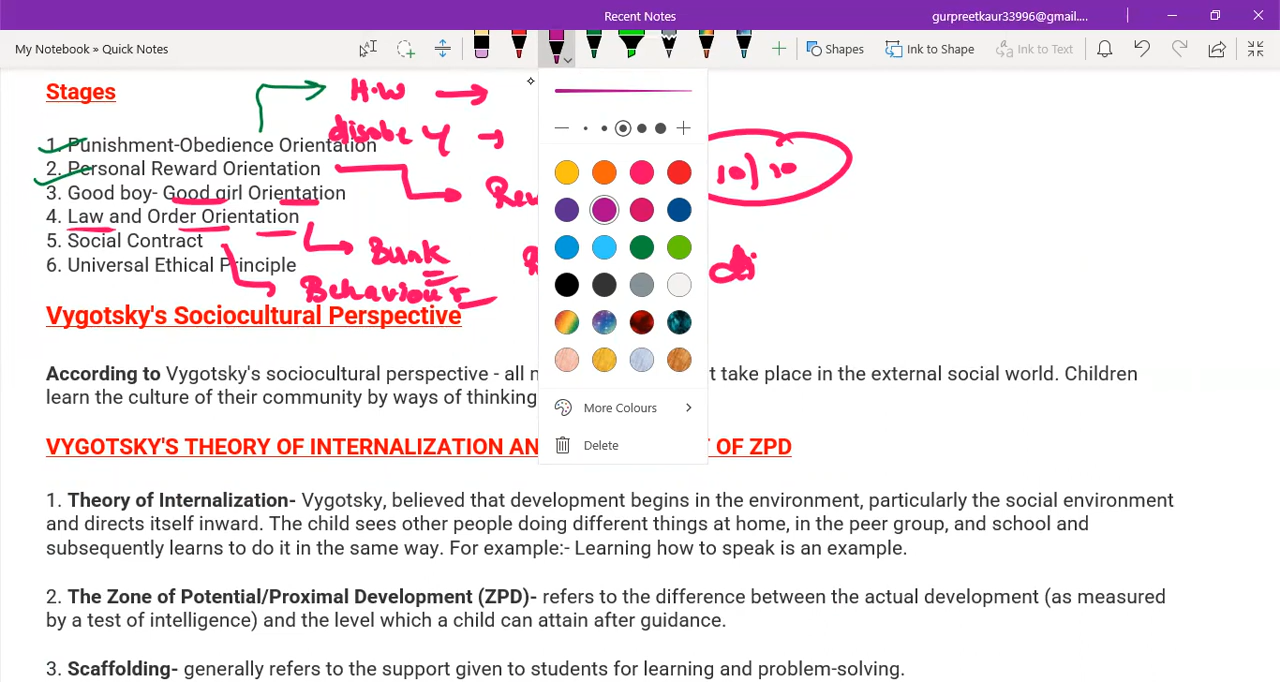 Recent Notes
gurpreetkaur33996@gmail....
My Notebook » Quick Notes
Shapes
Ink to Shape
Ink to Text
Stages
H.W
disobey
1. Punishment-Obedience Orientation
2. Personal Reward Orientation
10/10
3. Good boy- Good girl Orientation
4. Law and Order Orientation
5. Social Contract
Bunk
6. Universal Ethical Principle
Behaviour
Vygotsky's Sociocultural Perspective
According to Vygotsky's sociocultural perspective - all take place in the external social world. Children
learn the culture of their community by ways of thinking
More Colours
Delete
VYGOTSKY'S THEORY OF INTERNALIZATION OF ZPD
1. Theory of Internalization- Vygotsky, believed that development begins in the environment, particularly the social environment
and directs itself inward. The child sees other people doing different things at home, in the peer group, and school and
subsequently learns to do it in the same way. For example:- Learning how to speak is an example.
2. The Zone of Potential/Proximal Development (ZPD)- refers to the difference between the actual development (as measured
by a test of intelligence) and the level which a child can attain after guidance.
3. Scaffolding- generally refers to the support given to students for learning and problem-solving.